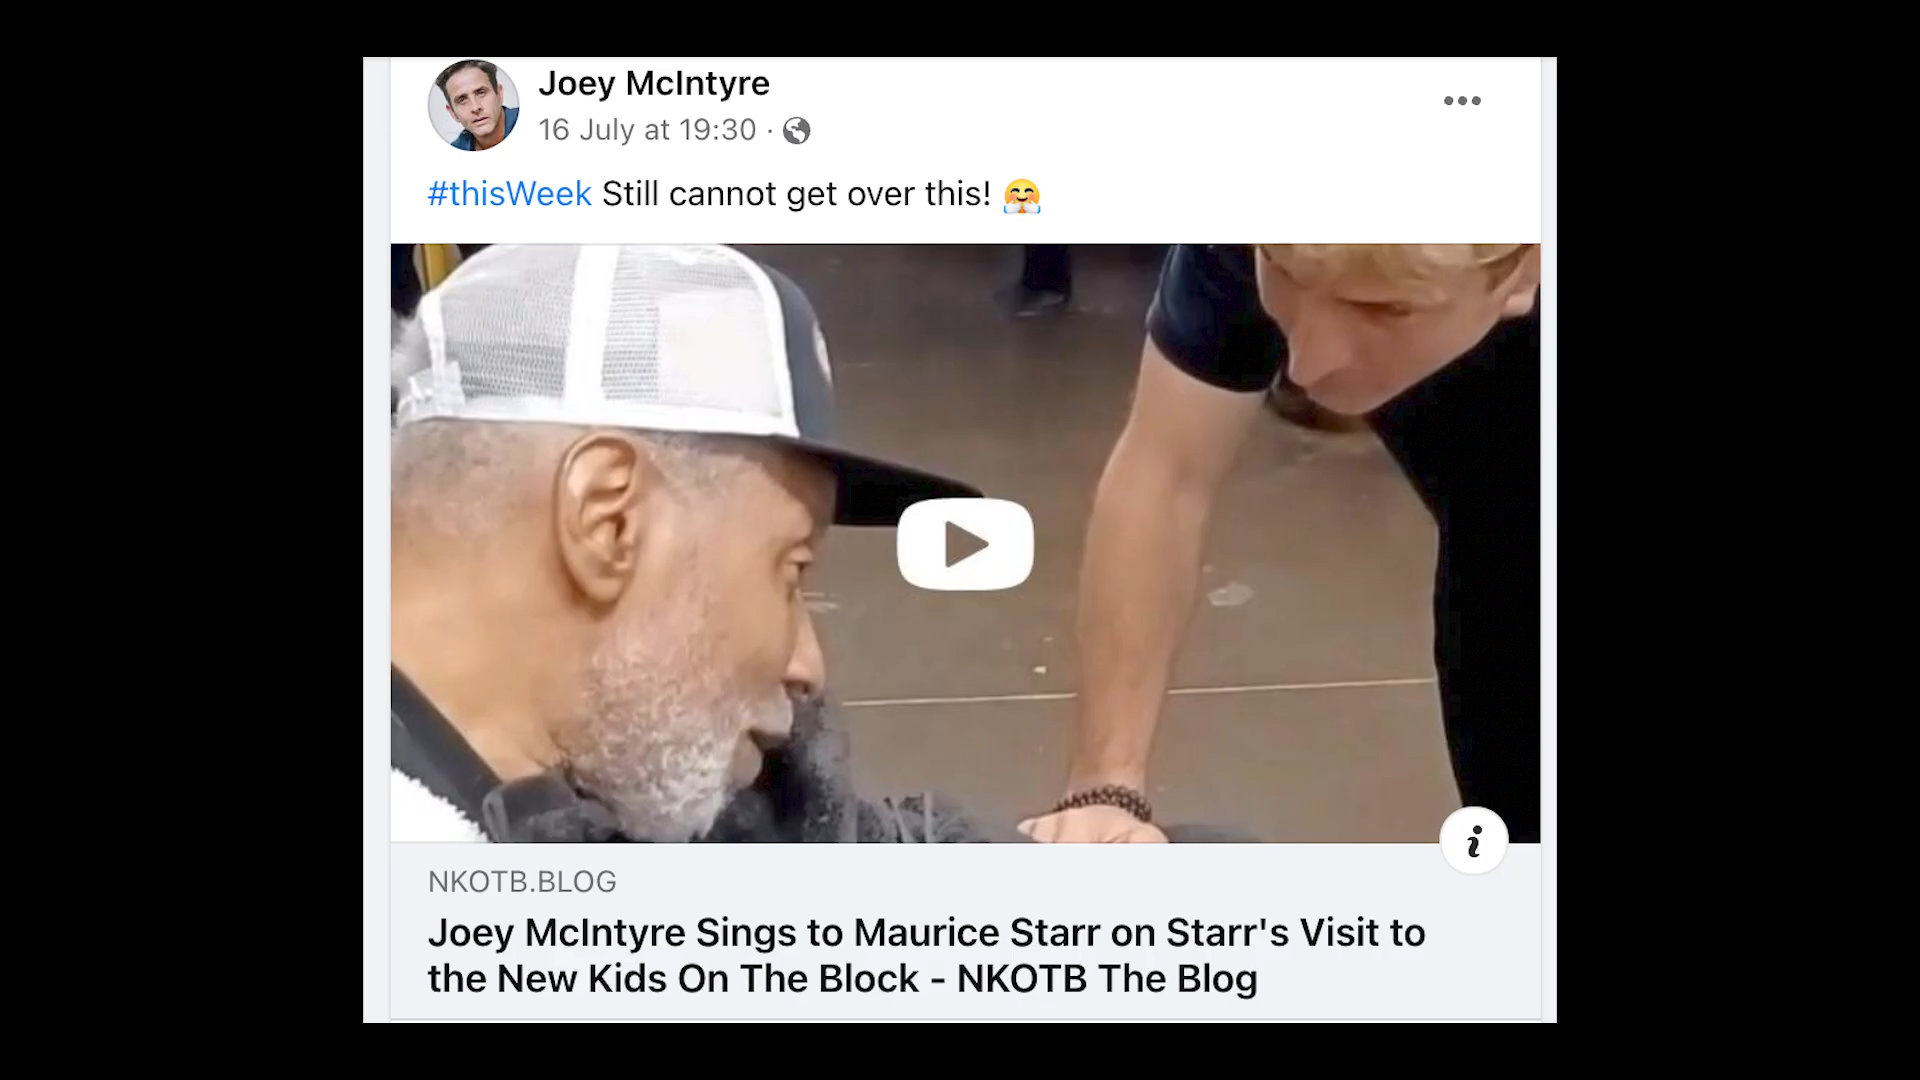 Joey McIntyre
16 July at 19:30 ·
#thisWeek Still cannot get over this! 🤗
NKOTB.BLOG
Joey McIntyre Sings to Maurice Starr on Starr's Visit to
the New Kids On The Block - NKOTB The Blog